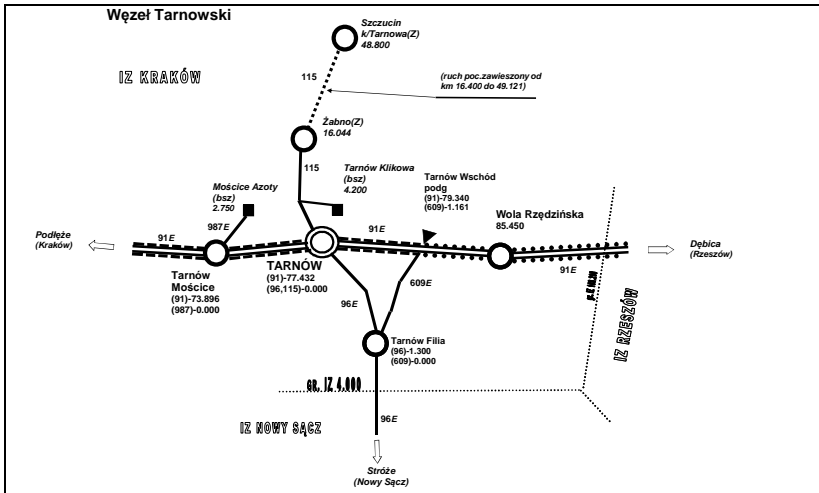 Węzeł Tarnowski
Szczucin
k/Tarnowa(Z)
48.800
IZ KRAKÓW
115
(ruch poc.zawieszony od
km 16.400 do 49.121)
Żabno(Z)
16.044
115
Tarnów Klikowa
(bsz)
4.200
Mościce Azoty
(bsz)
2.750
Tarnów Wschód
podg
(91)-79.340
(609)-1.161
Wola Rzędzińska
85.450
Podłęże
(Kraków)
91E
987E
91E
91E
Dębica
(Rzeszów)
Tarnów
Mościce
(91)-73.896
(987)-0.000
TARNÓW
(91)-77.432
(96,115)-0.000
96E
609E
IZ RZESZÓW
Tarnów Filia
(96)-1.300
(609)-0.000
GR. IZ 4.000
IZ NOWY SĄCZ
96E
Stróże
(Nowy Sącz)